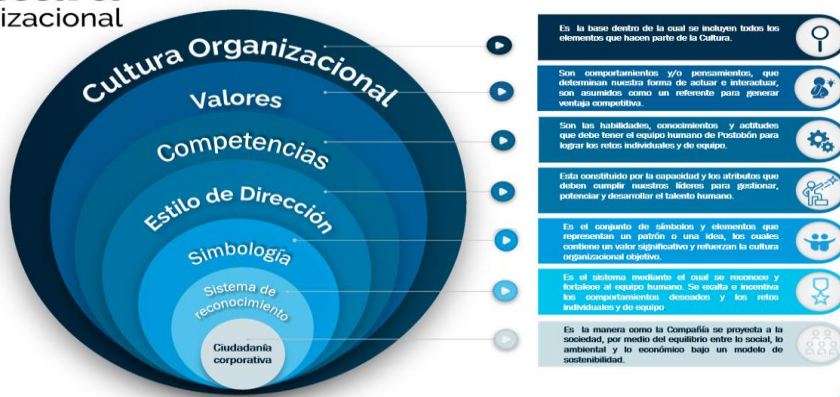 izacional
Cultura Organizacional
Valores
Competencias
Estilo de Dirección
Simbología
Sistema de
reconocimiento
Ciudadanía
corporativa
Es la base dentro de la cual se incluyen todos los
elementos que hacen parte de la Cultura.
Son comportamientos y/o pensamientos, que
determinan nuestra forma de actuar e interactuar,
son asumidos como un referente para generar
ventaja competitiva.
Son las habilidades, conocimientos y actitudes
que debe tener el equipo humano de Postobón para
lograr los retos individuales y de equipo.
Esta constituido por la capacidad y los atributos que
deben cumplir nuestros líderes para gestionar,
potenciar y desarrollar el talento humano.
Es el conjunto de símbolos y elementos que
representan un patrón o una idea, los cuales
contiene un valor significativo y refuerzan la cultura
organizacional objetivo.
Es el sistema mediante el cual se reconoce y
fortalece al equipo humano. Se exalta e incentiva
los comportamientos deseados y los retos
individuales y de equipo
Es la manera como la Compañía se proyecta a la
sociedad, por medio del equilibrio entre lo social, lo
ambiental y lo económico bajo un modelo de
sostenibilidad.